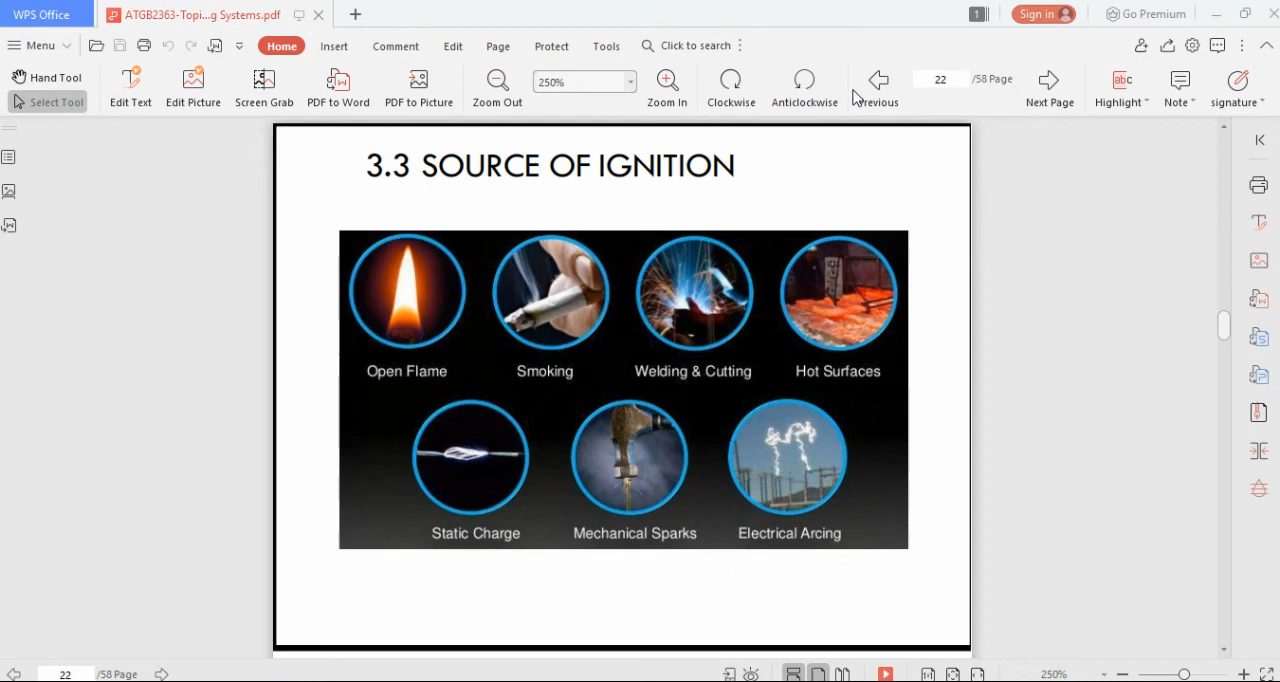 WPS Office
ATGB2363-Topi...g Systems.pdf
1
Sign in
Go Premium
Menu
Home
Insert
Comment
Edit
Page
Protect
Tools
Click to search
Hand Tool
Select Tool
Edit Text
Edit Picture
Screen Grab
PDF to Word
PDF to Picture
Zoom Out
250%
Zoom In
Clockwise
Anticlockwise
Previous
22 /58 Page
Next Page
Highlight
Note
signature
3.3 SOURCE OF IGNITION
Open Flame
Smoking
Welding & Cutting
Hot Surfaces
Static Charge
Mechanical Sparks
Electrical Arcing
22 /58 Page
250%